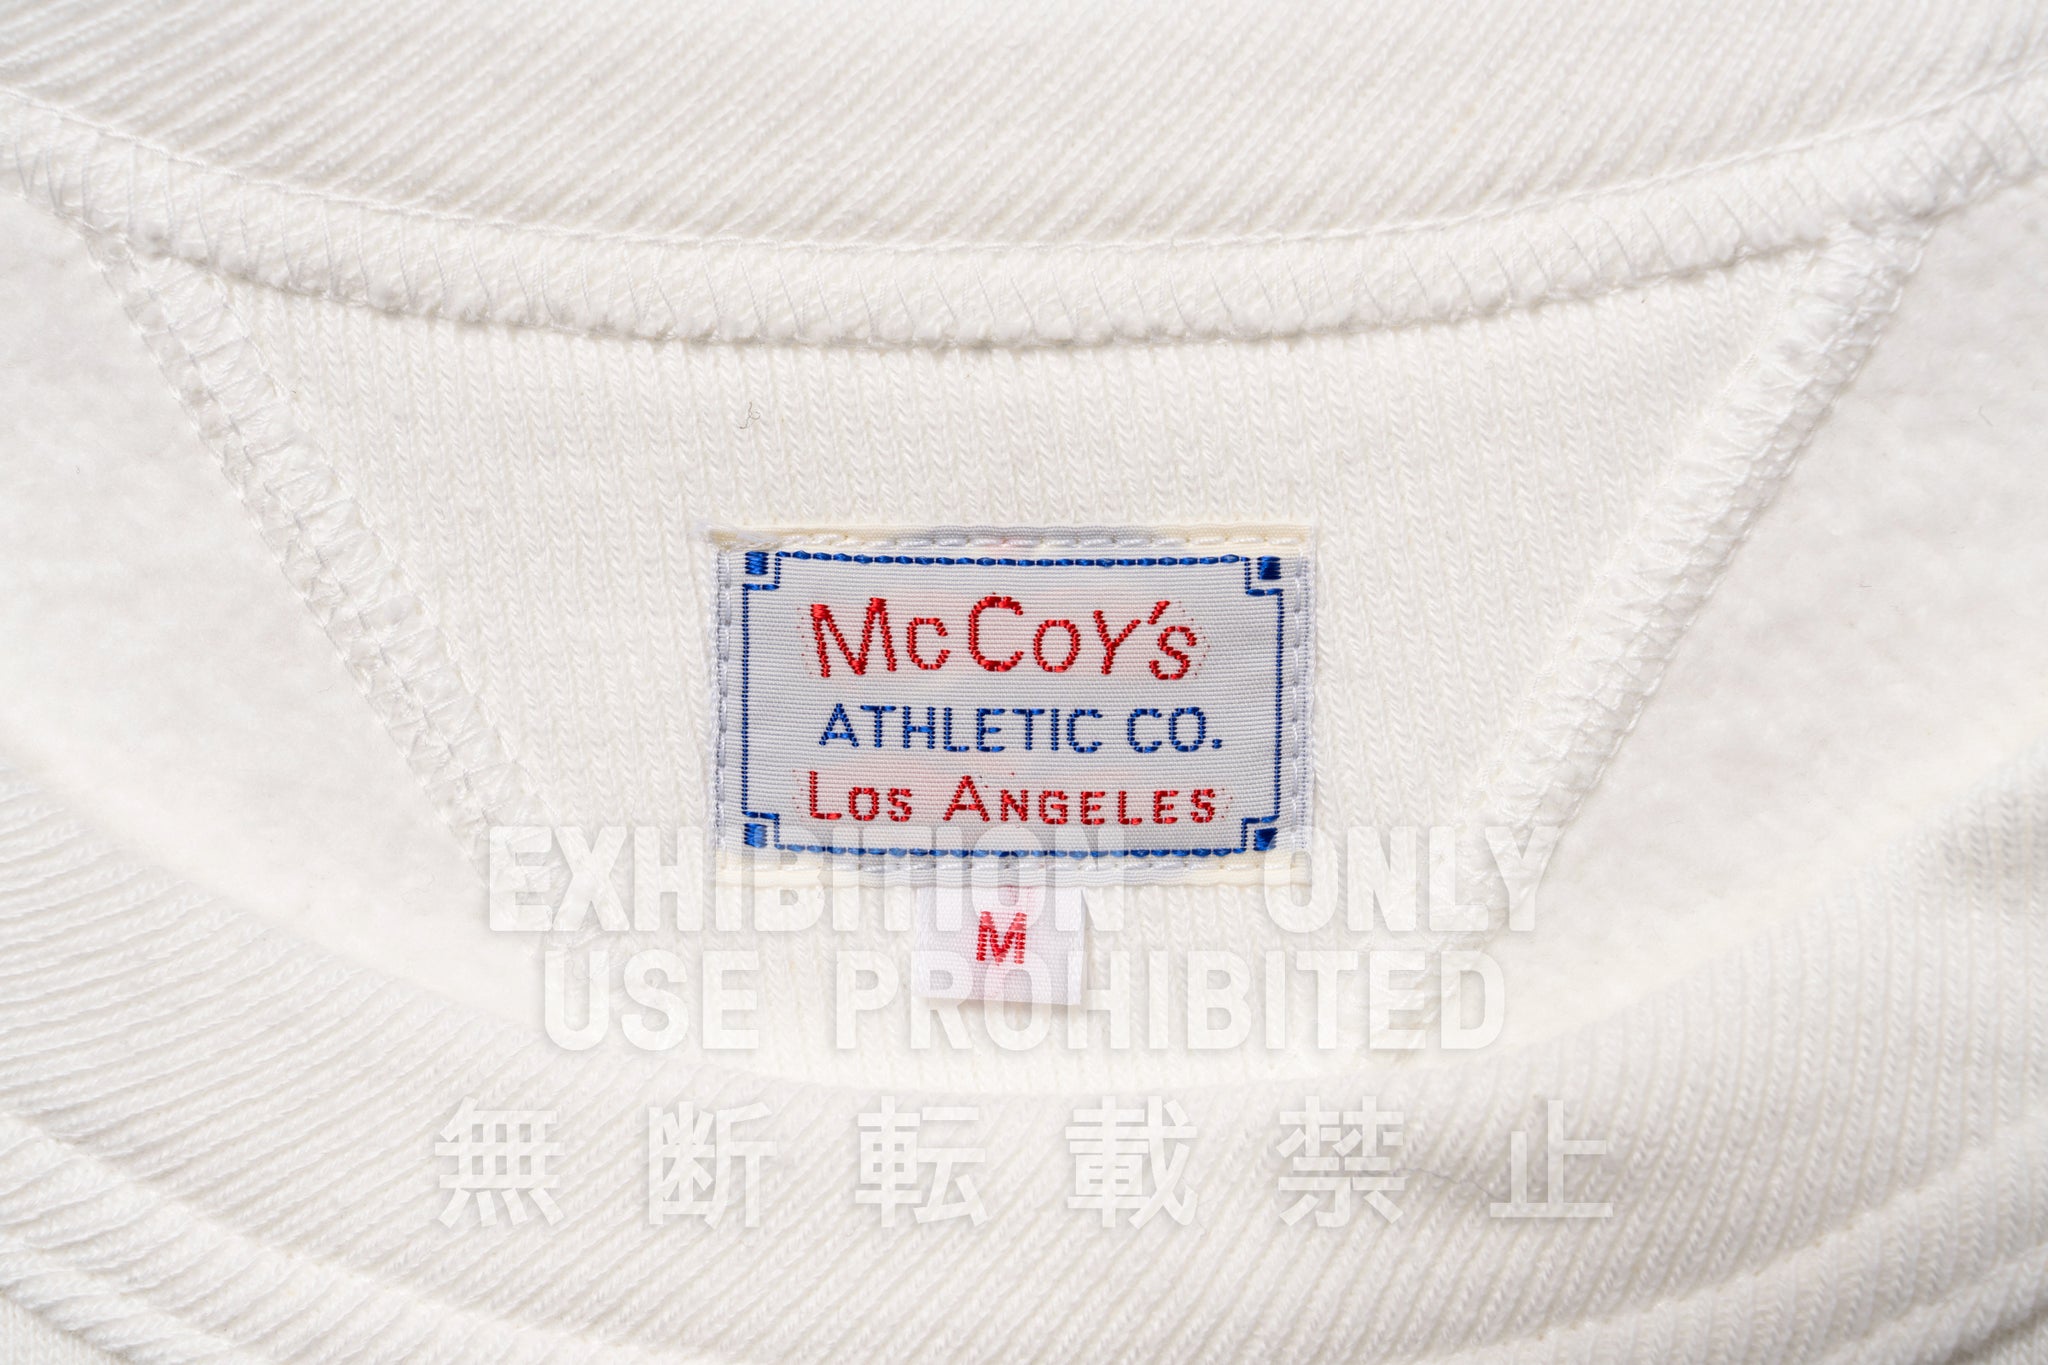 McCoy's
ATHLETIC CO.
Los Angeles
M
EXHIBITION ONLY
USE PROHIBITED
無断転載禁止